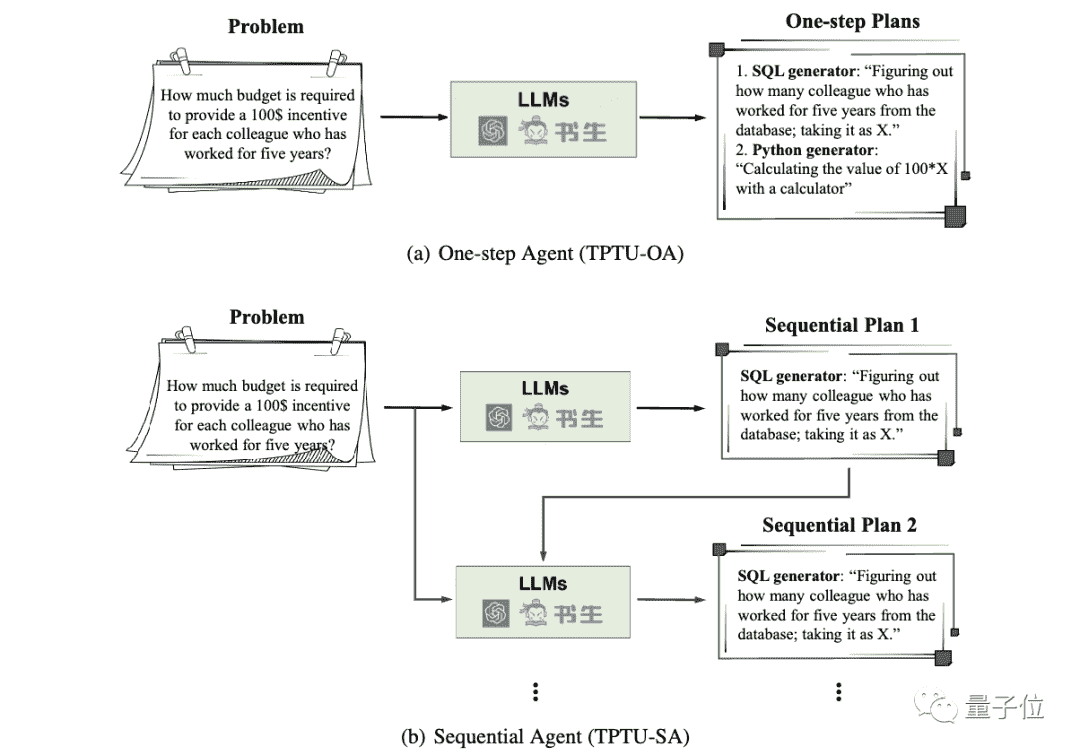 Problem
How much budget is required
to provide a 100$ incentive
for each colleague who has
worked for five years?
LLMs
书生
One-step Plans
1. SQL generator: “Figuring out
how many colleague who has
worked for five years from the
database; taking it as X.”
2. Python generator:
“Calculating the value of 100*X
with a calculator”
(a) One-step Agent (TPTU-OA)
Problem
How much budget is required
to provide a 100$ incentive
for each colleague who has
worked for five years?
LLMs
书生
Sequential Plan 1
SQL generator: “Figuring out
how many colleague who has
worked for five years from the
database; taking it as X.”
LLMs
书生
Sequential Plan 2
SQL generator: “Figuring out
how many colleague who has
worked for five years from the
database; taking it as X.”
(b) Sequential Agent (TPTU-SA)
量子位